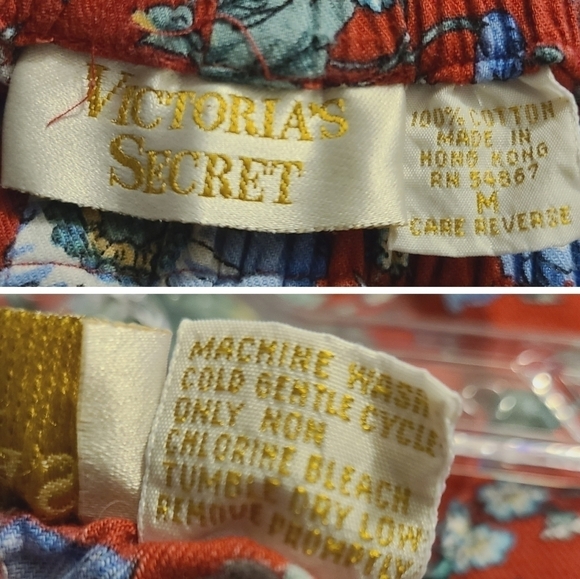 VICTORIA'S
SECRET
100% COTTON
MADE IN
HONG KONG
RN 54867
M
CARE REVERSE
MACHINE WASH
COLD GENTLE CYCLE
ONLY NON
CHLORINE BLEACH
TUMBLE DRY LOW
REMOVE PROMPTLY